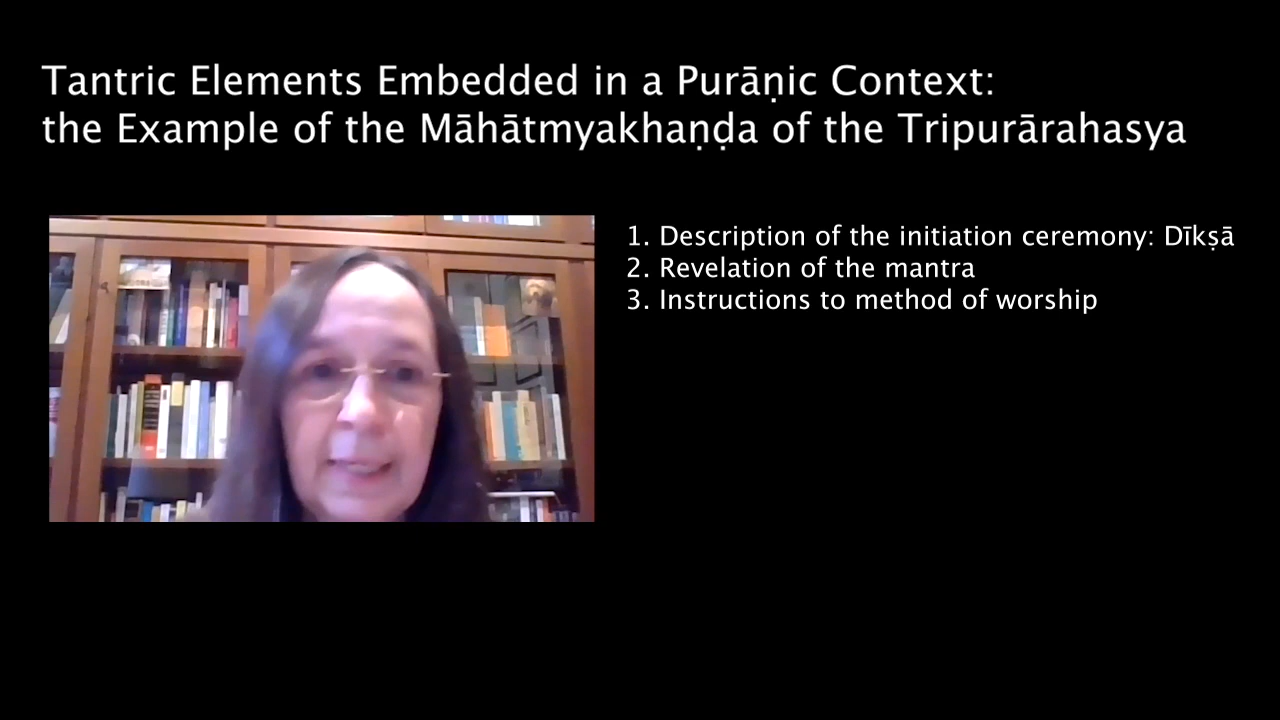 Tantric Elements Embedded in a Purāṇic Context:
the Example of the Māhātmyakhaṇḍa of the Tripurārahasya
1. Description of the initiation ceremony: Dīkṣā
2. Revelation of the mantra
3. Instructions to method of worship